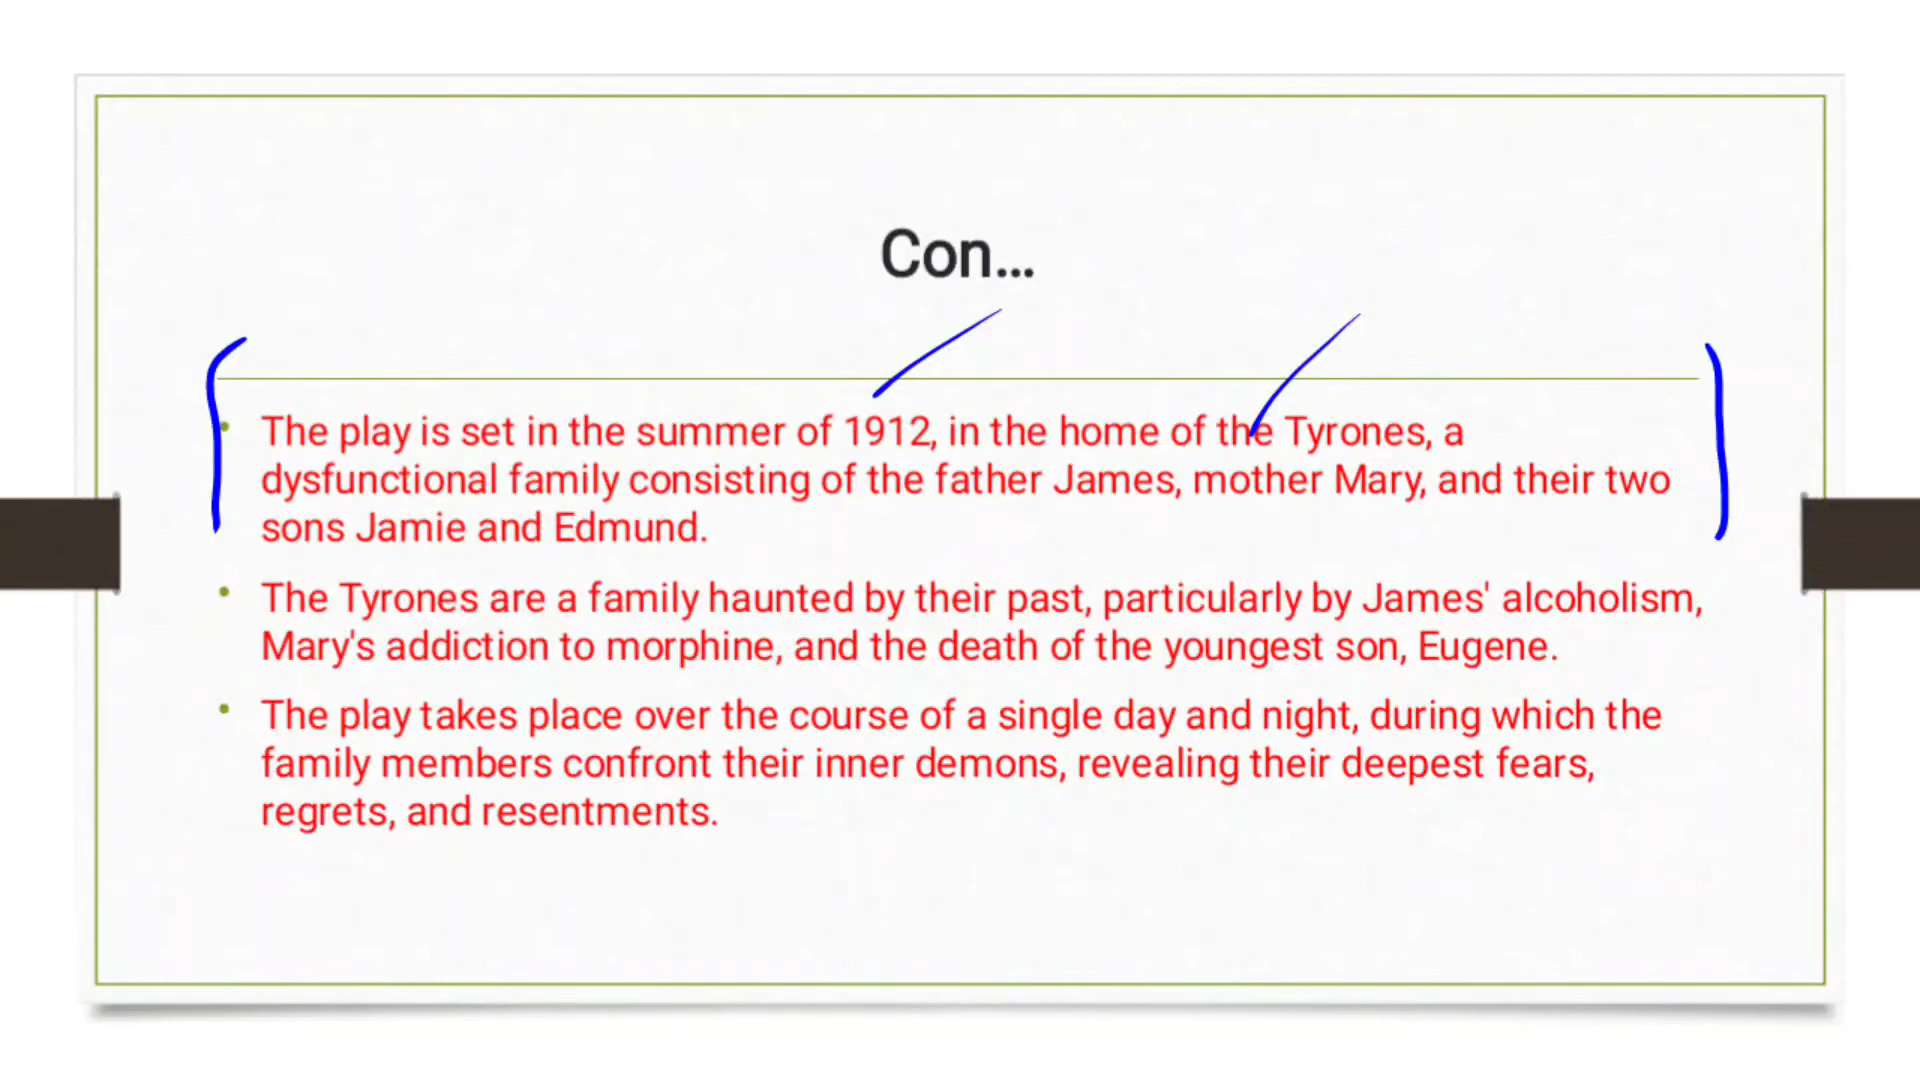 Con...
• The play is set in the summer of 1912, in the home of the Tyrones, a
dysfunctional family consisting of the father James, mother Mary, and their two
sons Jamie and Edmund.
• The Tyrones are a family haunted by their past, particularly by James' alcoholism,
Mary's addiction to morphine, and the death of the youngest son, Eugene.
• The play takes place over the course of a single day and night, during which the
family members confront their inner demons, revealing their deepest fears,
regrets, and resentments.